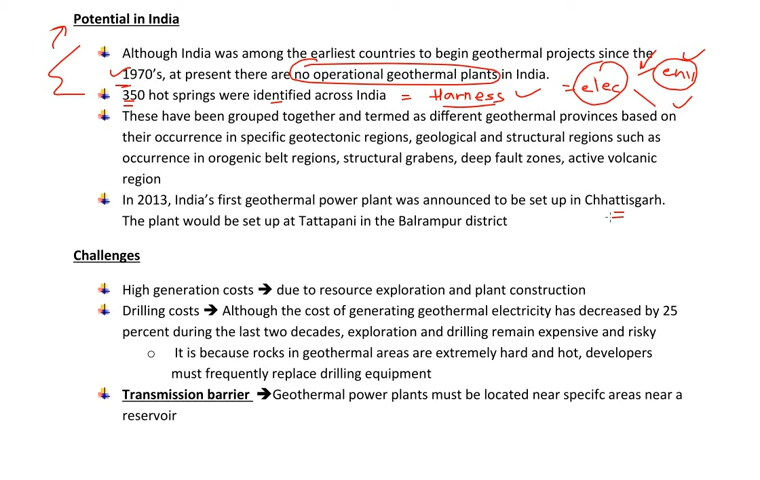 Potential in India
Although India was among the earliest countries to begin geothermal projects since the
1970's, at present there are no operational geothermal plants in India.
350 hot springs were identified across India = Harness = elec env
These have been grouped together and termed as different geothermal provinces based on
their occurrence in specific geotectonic regions, geological and structural regions such as
occurrence in orogenic belt regions, structural grabens, deep fault zones, active volcanic
region
In 2013, India's first geothermal power plant was announced to be set up in Chhattisgarh.
The plant would be set up at Tattapani in the Balrampur district
Challenges
High generation costs ➔ due to resource exploration and plant construction
Drilling costs ➔ Although the cost of generating geothermal electricity has decreased by 25
percent during the last two decades, exploration and drilling remain expensive and risky
o It is because rocks in geothermal areas are extremely hard and hot, developers
must frequently replace drilling equipment
Transmission barrier ➔Geothermal power plants must be located near specifc areas near a
reservoir